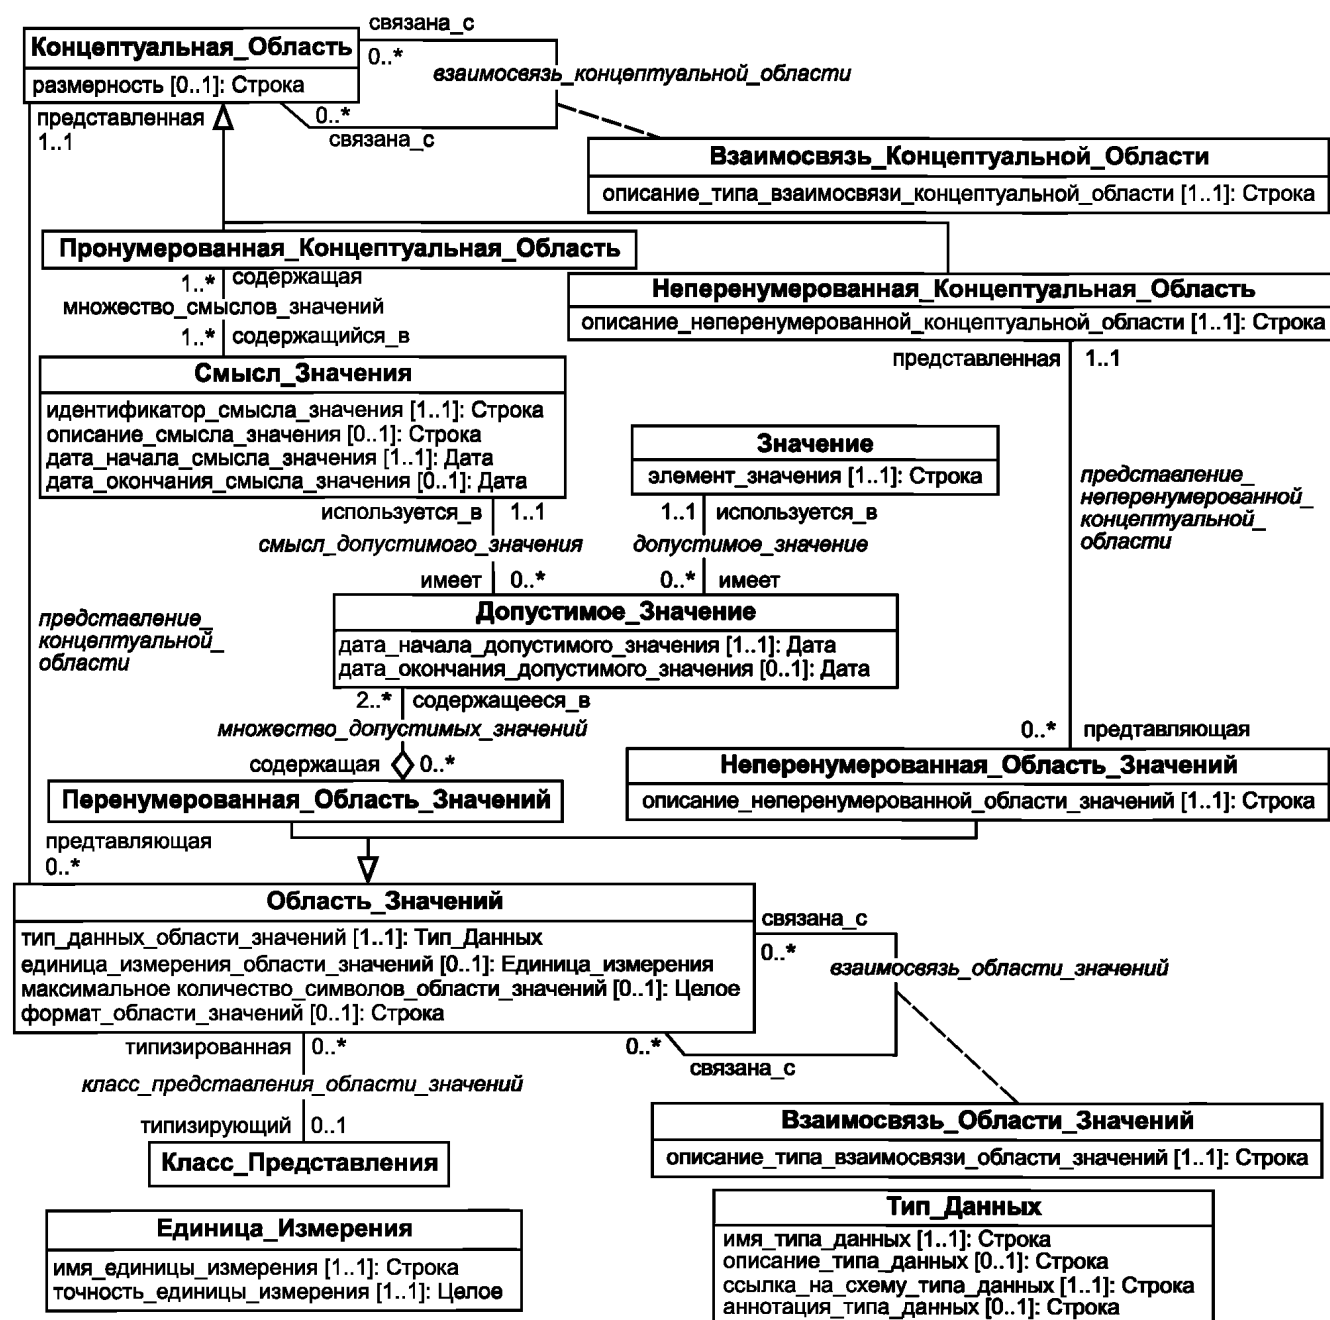 связана_с
Концептуальная_Область
0..*
взаимосвязь_концептуальной_области
размерность [0..1]: Строка
представленная
1..1
0..*
связана_с
Взаимосвязь_Концептуальной_Области
описание_типа_взаимосвязи_концептуальной_области [1..1]: Строка
Пронумерованная_Концептуальная_Область
1..* содержащая
множество_смыслов_значений
1..* содержащийся_в
Неперенумерованная_Концептуальная_Область
описание_неперенумерованной_концептуальной_области [1..1]: Строка
представленная 1..1
Смысл_Значения
идентификатор_смысла_значения [1..1]: Строка
описание_смысла_значения [0..1]: Строка
дата_начала_смысла_значения [1..1]: Дата
дата_окончания_смысла_значения [0..1]: Дата
Значение
элемент_значения [1..1]: Строка
представление_
неперенумерованной_
концептуальной_
области
используется_в 1..1
1..1 используется_в
смысл_допустимого_значения
допустимое_значение
имеет 0..*
0..* имеет
Допустимое_Значение
дата_начала_допустимого_значения [1..1]: Дата
дата_окончания_допустимого_значения [0..1]: Дата
представление_
концептуальной_
области
2..* содержащееся_в
множество_допустимых_значений
содержащая 0..*
0..* предтавляющая
Перенумерованная_Область_Значений
Неперенумерованная_Область_Значений
описание_неперенумерованной_области_значений [1..1]: Строка
предтавляющая
0..*
Область_Значений
тип_данных_области_значений [1..1]: Тип_Данных
единица_измерения_области_значений [0..1]: Единица_измерения
максимальное количество_символов_области_значений [0..1]: Целое
формат_области_значений [0..1]: Строка
связана_с
0..*
взаимосвязь_области_значений
0..*
связана_с
типизированная 0..*
класс_представления_области_значений
типизирующий 0..1
Класс_Представления
Взаимосвязь_Области_Значений
описание_типа_взаимосвязи_области_значений [1..1]: Строка
Единица_Измерения
имя_единицы_измерения [1..1]: Строка
точность_единицы_измерения [1..1]: Целое
Тип_Данных
имя_типа_данных [1..1]: Строка
описание_типа_данных [0..1]: Строка
ссылка_на_схему_типа_данных [1..1]: Строка
аннотация_типа_данных [0..1]: Строка